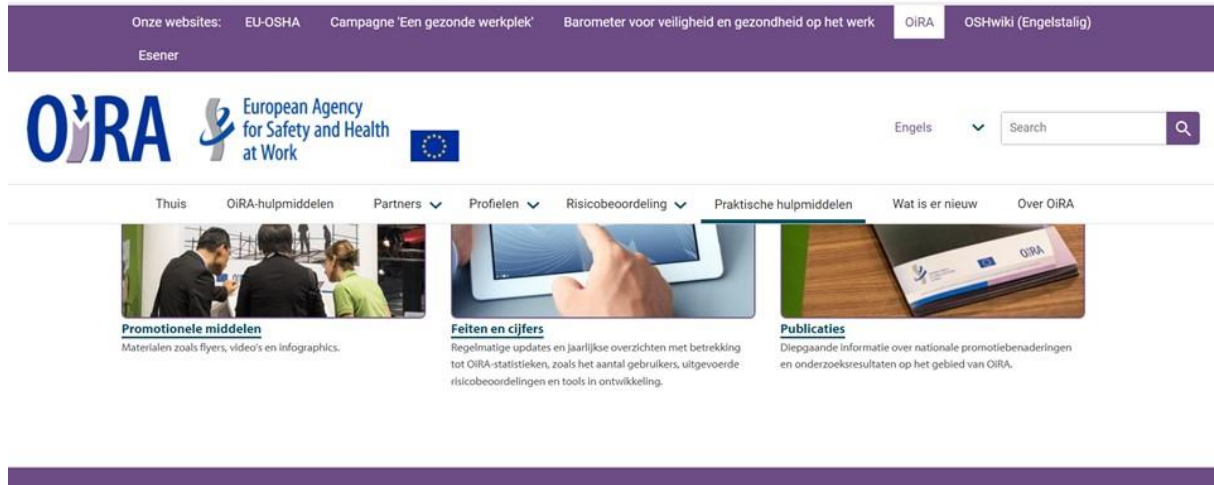 Onze websites: EU-OSHA Campagne 'Een gezonde werkplek' Barometer voor veiligheid en gezondheid op het werk OiRA OSHwiki (Engelstalig)
Esener
OiRA
European Agency
for Safety and Health
at Work
Engels
Search
Thuis OiRA-hulpmiddelen Partners Profielen Risicobeoordeling Praktische hulpmiddelen Wat is er nieuw Over OiRA
OiRA
Promotionele middelen
Materialen zoals flyers, video's en infographics.
Feiten en cijfers
Regelmatige updates en jaarlijkse overzichten met betrekking
tot OiRA-statistieken, zoals het aantal gebruikers, uitgevoerde
risicobeoordelingen en tools in ontwikkeling.
Publicaties
Diepgaande informatie over nationale promotiebenaderingen
en onderzoeksresultaten op het gebied van OiRA.